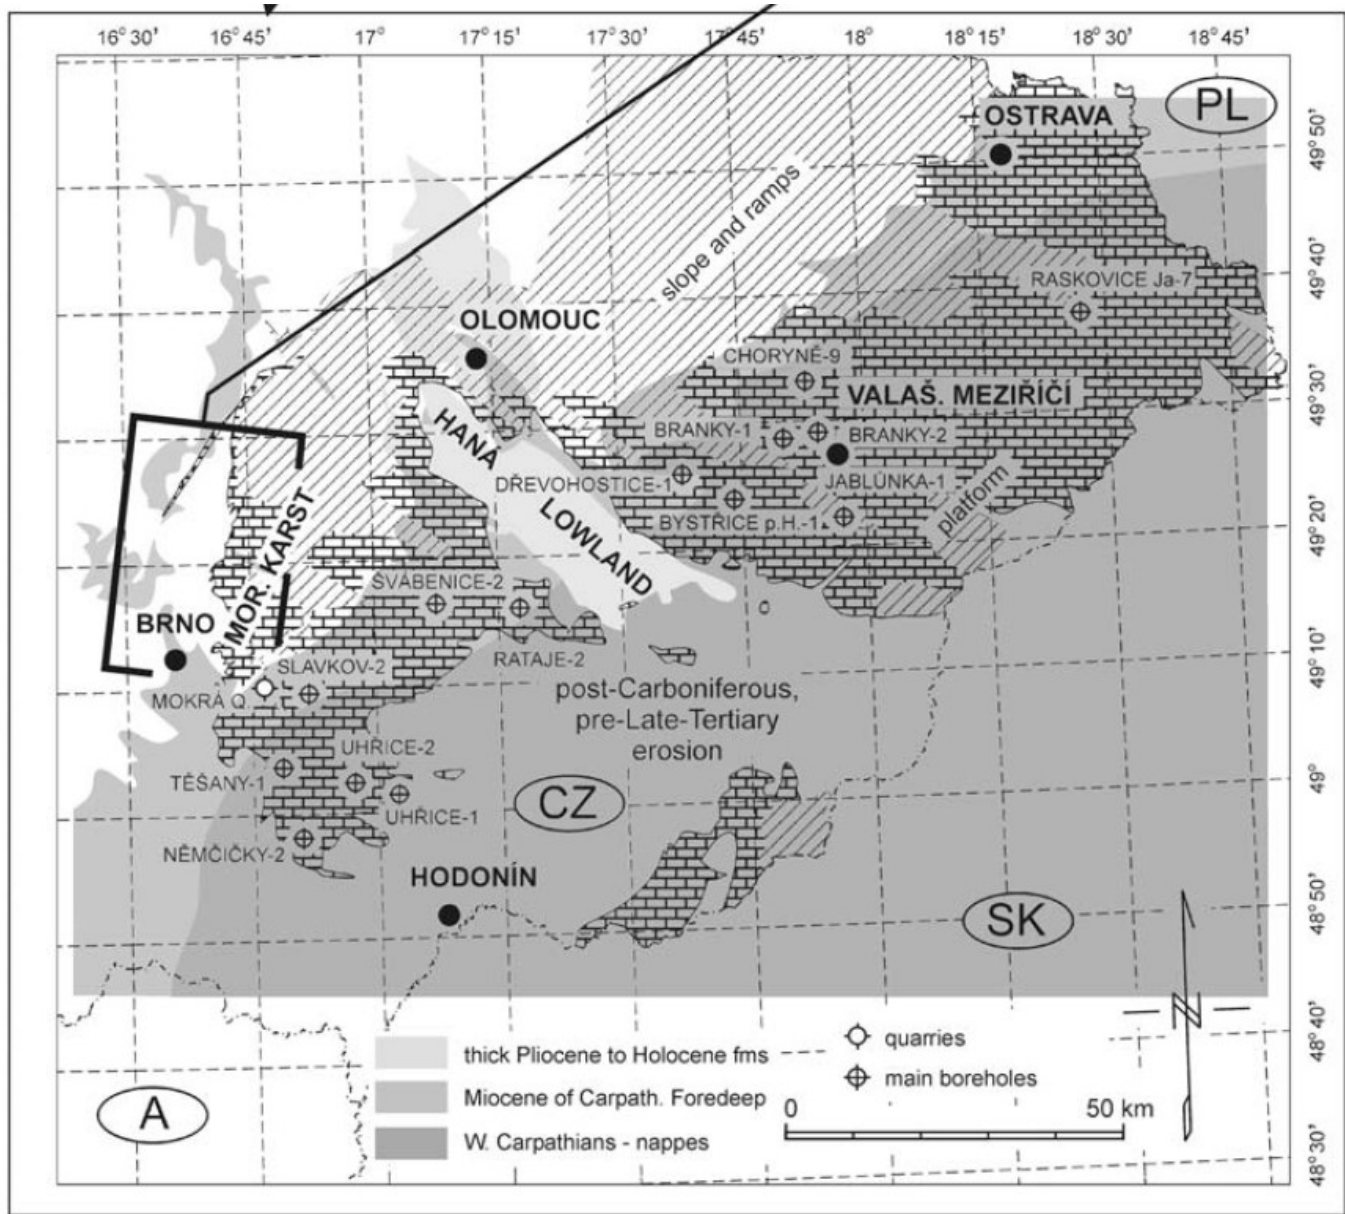 16° 30' 16° 45' 17° 17° 15' 17° 30' 17° 45' 18° 18° 15' 18° 30' 18° 45'
PL
OSTRAVA
49° 50'
slope and ramps
49° 40'
RASKOVICE Ja-7
OLOMOUC
CHORYNĚ-9
VALAŠ. MEZIŘÍČÍ
49° 30'
HANÁ
LOWLAND
BRANKY-1
BRANKY-2
DŘEVOHOSTICE-1
JABLŮNKA-1
BYSTŘICE p.H.-1
platform
49° 20'
MOR. KARST
ŠVÁBENICE-2
BRNO
RATAJE-2
SLAVKOV-2
MOKRÁ Q.
49° 10'
post-Carboniferous,
pre-Late-Tertiary
erosion
UHŘICE-2
TĚŠANY-1
49°
CZ
UHŘICE-1
NĚMČIČKY-2
HODONÍN
SK
48° 50'
N
48° 40'
thick Pliocene to Holocene fms
Miocene of Carpath. Foredeep
W. Carpathians - nappes
quarries
main boreholes
0 50 km
A
48° 30'